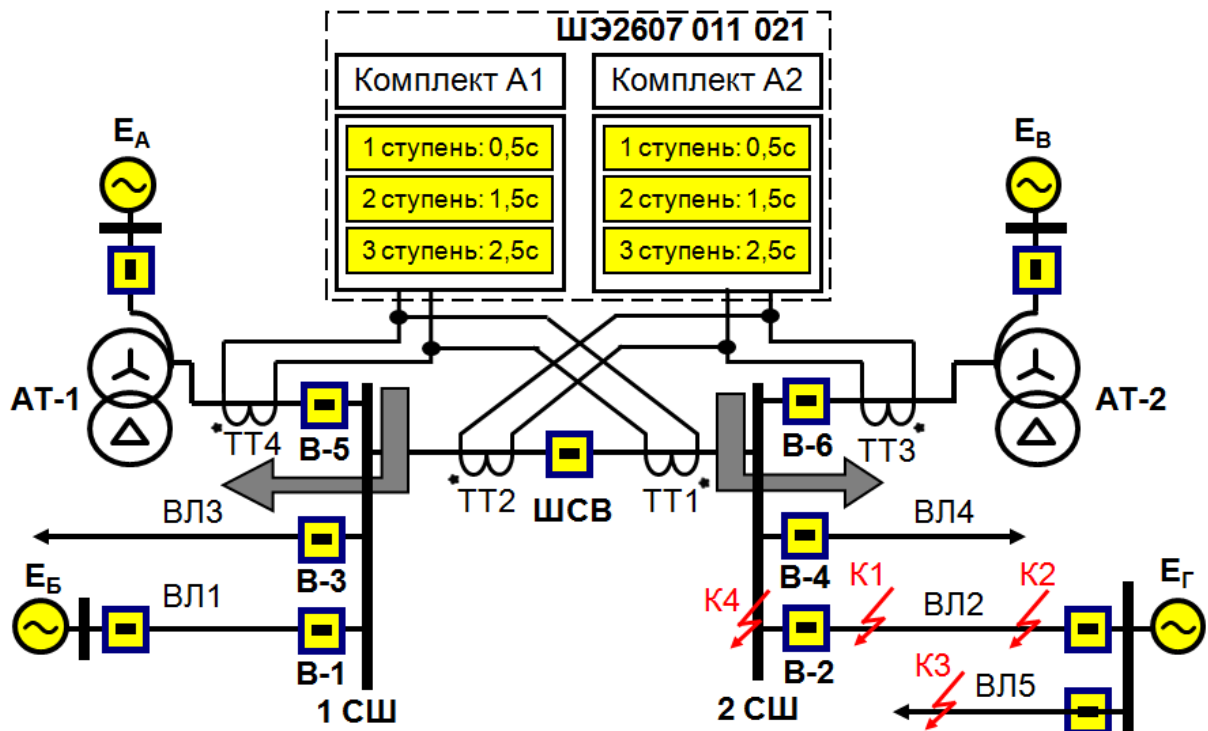 ШЭ2607 011 021
Комплект А1
Комплект А2
1 ступень: 0,5с
2 ступень: 1,5с
3 ступень: 2,5с
1 ступень: 0,5с
2 ступень: 1,5с
3 ступень: 2,5с
ЕА
ЕВ
АТ-1
АТ-2
ТТ4
В-5
ТТ2
ШСВ
ТТ1
В-6
ТТ3
ВЛ3
В-3
ВЛ4
В-4
ЕБ
ВЛ1
В-1
К4
К1
ВЛ2
К2
ЕГ
В-2
К3
ВЛ5
1 СШ
2 СШ